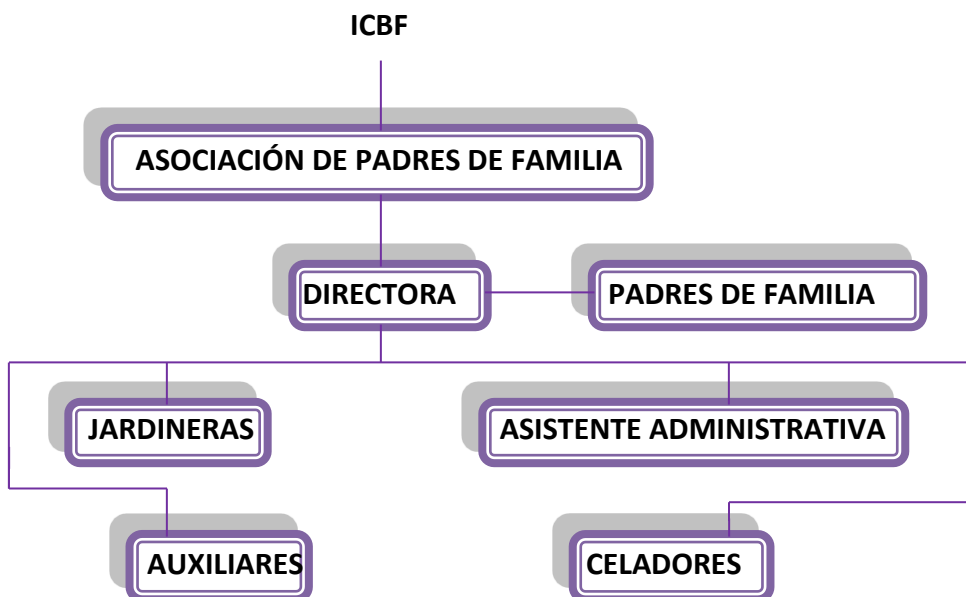 ICBF
ASOCIACIÓN DE PADRES DE FAMILIA
DIRECTORA
PADRES DE FAMILIA
JARDINERAS
ASISTENTE ADMINISTRATIVA
AUXILIARES
CELADORES